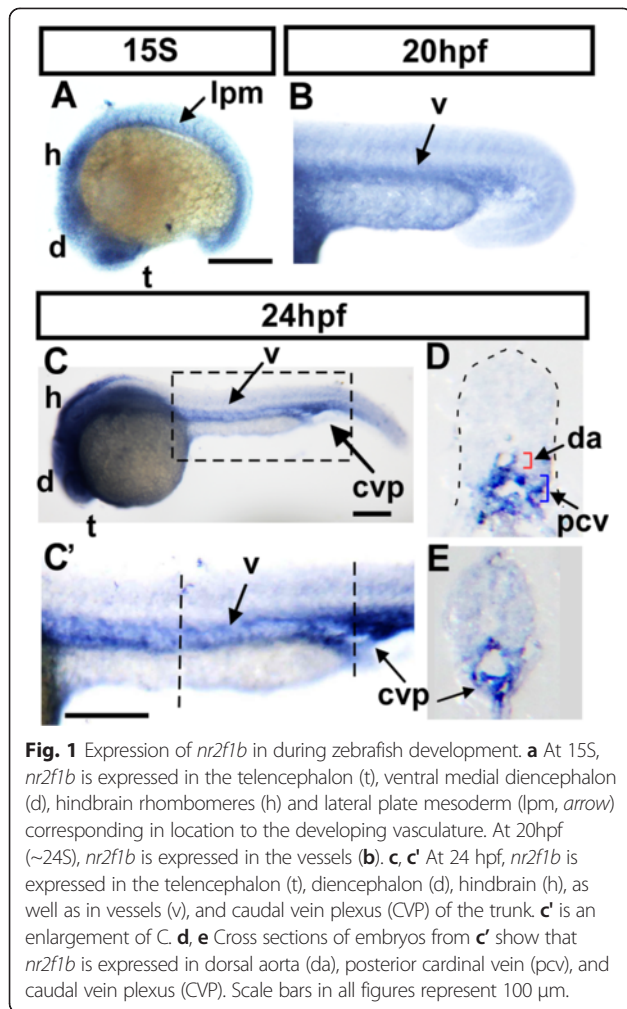 15S
20hpf
A
lpm
h
d
t
B
v
24hpf
C
v
h
d
t
cvp
D
da
pcv
C'
v
cvp
E
Fig. 1 Expression of nr2f1b in during zebrafish development. a At 15S,
nr2f1b is expressed in the telencephalon (t), ventral medial diencephalon
(d), hindbrain rhombomeres (h) and lateral plate mesoderm (lpm, arrow)
corresponding in location to the developing vasculature. At 20hpf
(~24S), nr2f1b is expressed in the vessels (b). c, c' At 24 hpf, nr2f1b is
expressed in the telencephalon (t), diencephalon (d), hindbrain (h), as
well as in vessels (v), and caudal vein plexus (CVP) of the trunk. c' is an
enlargement of C. d, e Cross sections of embryos from c’ show that
nr2f1b is expressed in dorsal aorta (da), posterior cardinal vein (pcv), and
caudal vein plexus (CVP). Scale bars in all figures represent 100 μm.